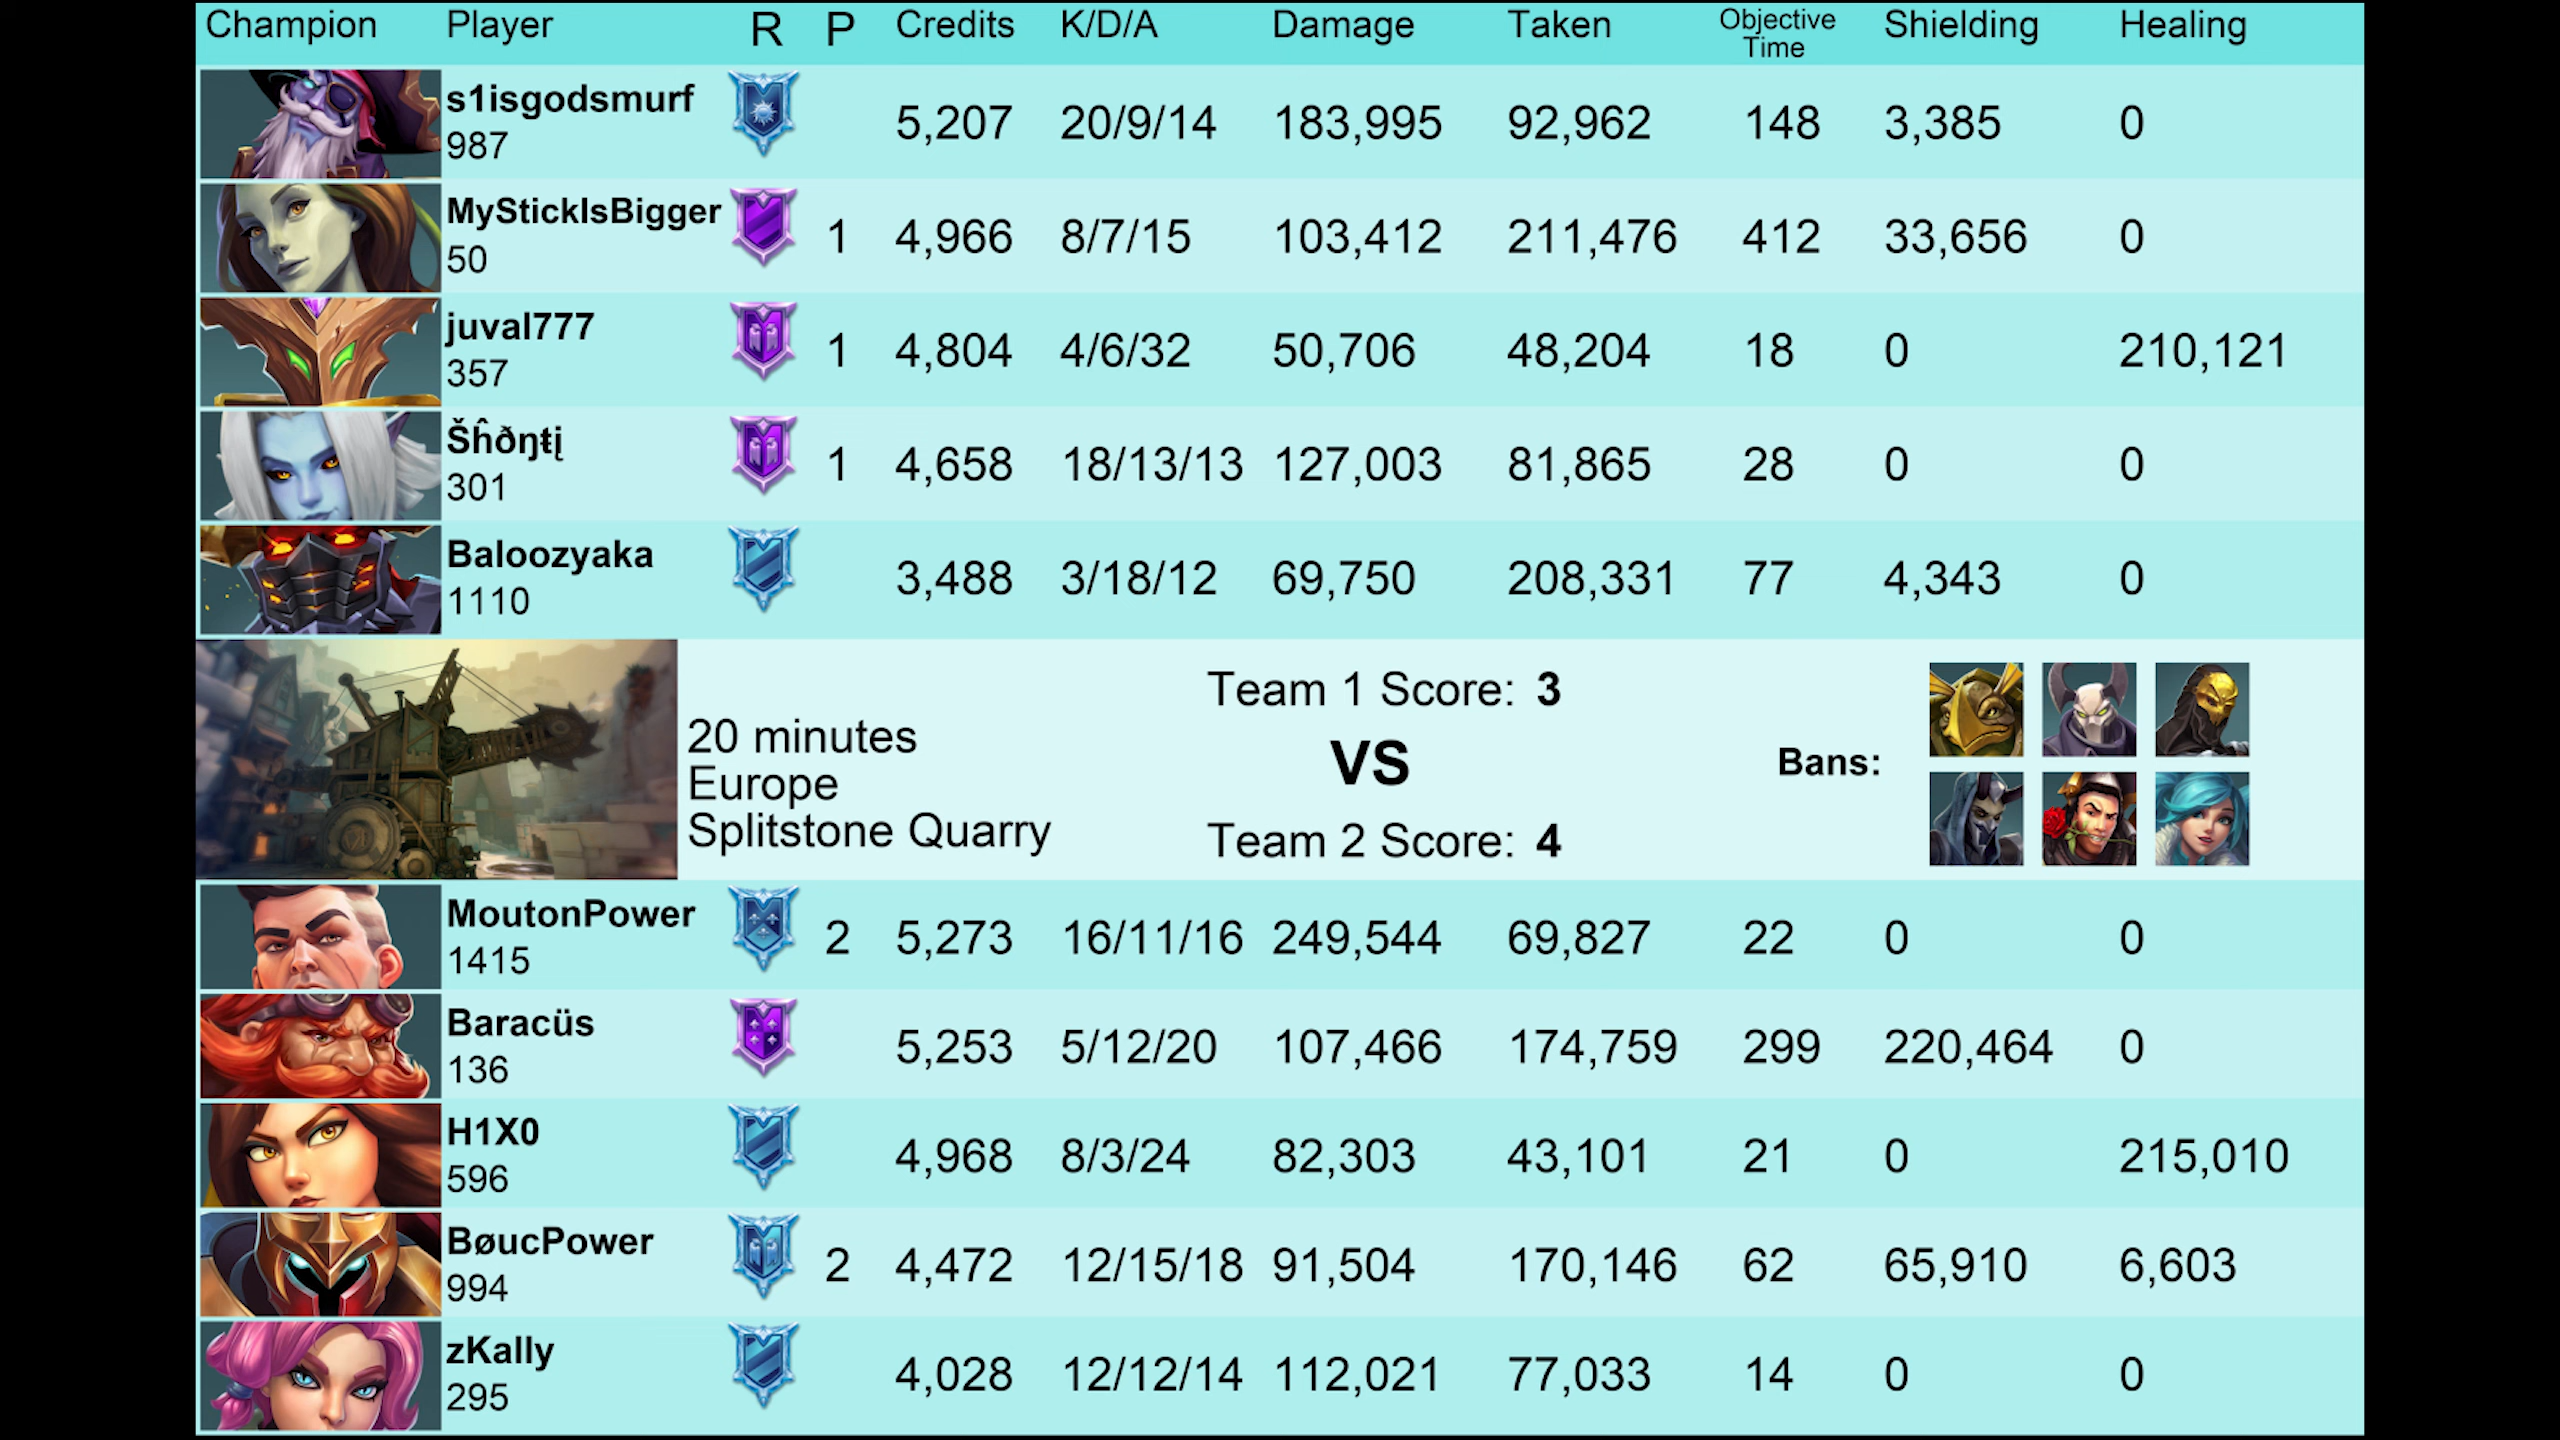 Champion Player R P Credits K/D/A Damage Taken Objective Time Shielding Healing
s1isgodsmurf
987 5,207 20/9/14 183,995 92,962 148 3,385 0
MyStickIsBigger
50 1 4,966 8/7/15 103,412 211,476 412 33,656 0
juval777
357 1 4,804 4/6/32 50,706 48,204 18 0 210,121
Šĥðŋŧį
301 1 4,658 18/13/13 127,003 81,865 28 0 0
Baloozyaka
1110 3,488 3/18/12 69,750 208,331 77 4,343 0
20 minutes
Europe
Splitstone Quarry
Team 1 Score: 3
VS
Team 2 Score: 4
Bans:
MoutonPower
1415 2 5,273 16/11/16 249,544 69,827 22 0 0
Baracüs
136 5,253 5/12/20 107,466 174,759 299 220,464 0
H1X0
596 4,968 8/3/24 82,303 43,101 21 0 215,010
BøucPower
994 2 4,472 12/15/18 91,504 170,146 62 65,910 6,603
zKally
295 4,028 12/12/14 112,021 77,033 14 0 0